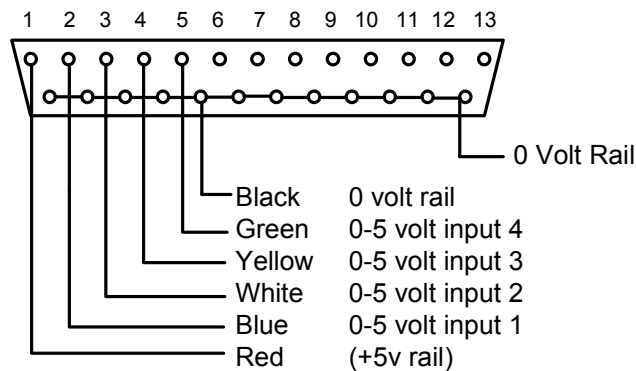 1 2 3 4 5 6 7 8 9 10 11 12 13
0 Volt Rail
Black 0 volt rail
Green 0-5 volt input 4
Yellow 0-5 volt input 3
White 0-5 volt input 2
Blue 0-5 volt input 1
Red (+5v rail)